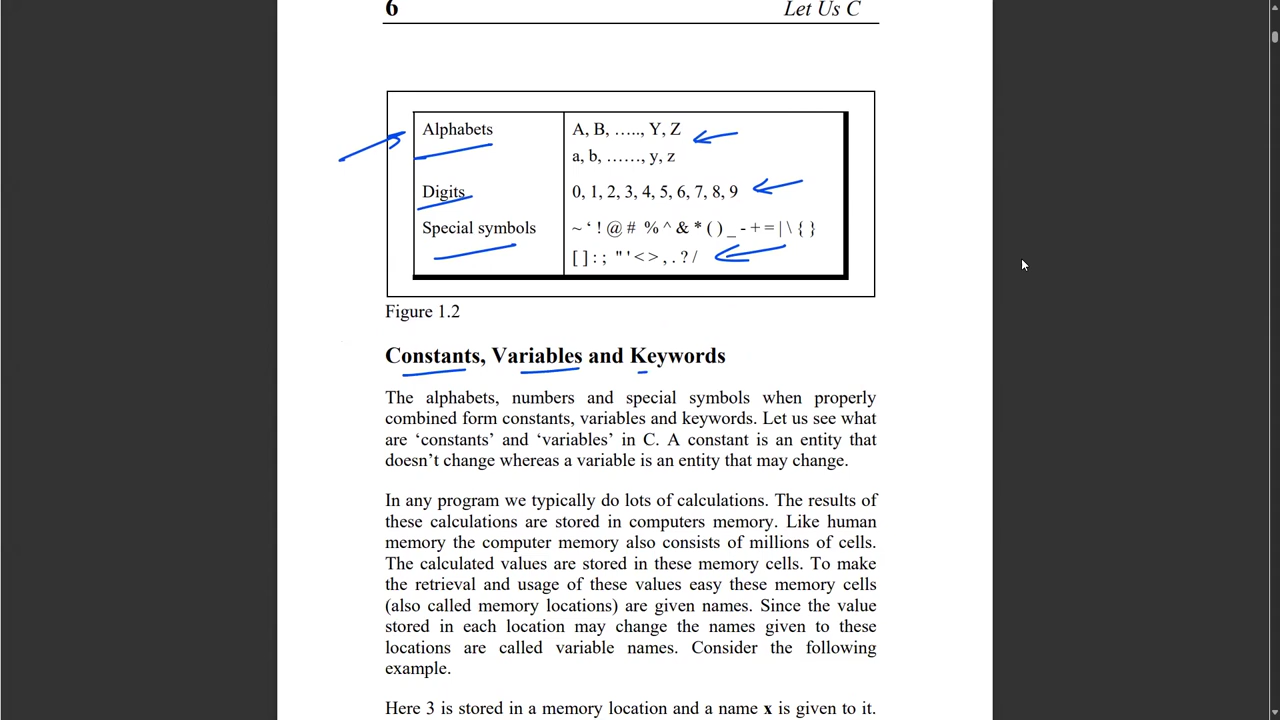 6 Let Us C
Alphabets A, B, ….., Y, Z
a, b, ……, y, z
Digits 0, 1, 2, 3, 4, 5, 6, 7, 8, 9
Special symbols ~ ‘ ! @ # % ^ & * ( ) _ - + = | \ { }
[ ] : ; " ' < > , . ? /
Figure 1.2
Constants, Variables and Keywords
The alphabets, numbers and special symbols when properly
combined form constants, variables and keywords. Let us see what
are ‘constants’ and ‘variables’ in C. A constant is an entity that
doesn’t change whereas a variable is an entity that may change.
In any program we typically do lots of calculations. The results of
these calculations are stored in computers memory. Like human
memory the computer memory also consists of millions of cells.
The calculated values are stored in these memory cells. To make
the retrieval and usage of these values easy these memory cells
(also called memory locations) are given names. Since the value
stored in each location may change the names given to these
locations are called variable names. Consider the following
example.
Here 3 is stored in a memory location and a name x is given to it.